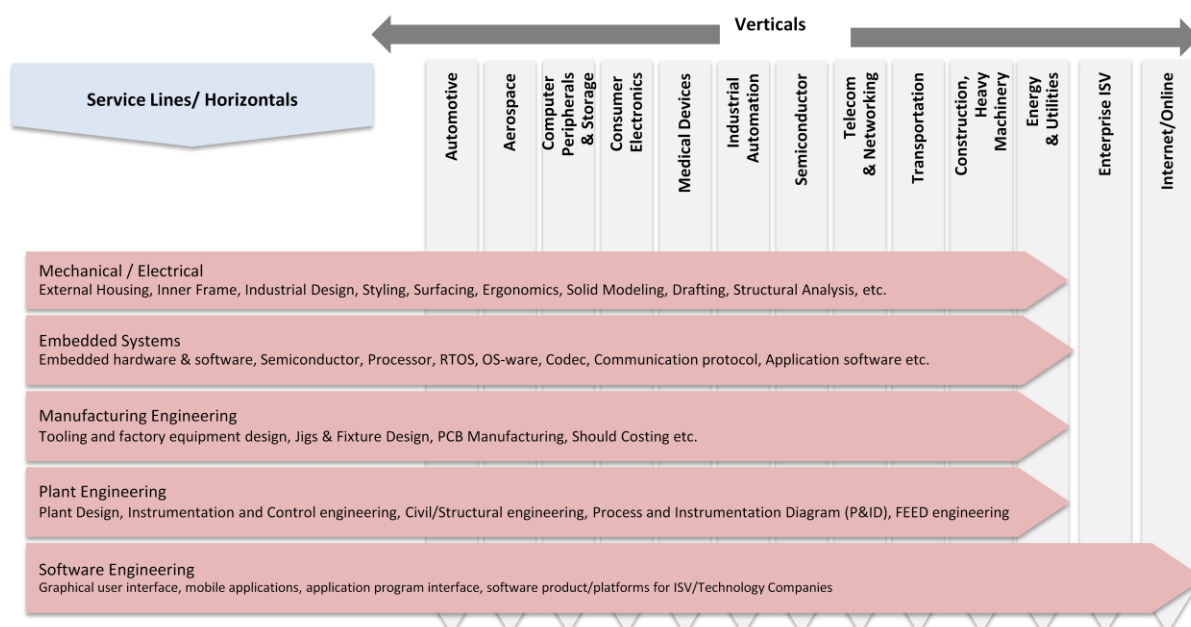 Verticals
Service Lines/ Horizontals
Automotive
Aerospace
Computer
Peripherals
& Storage
Consumer
Electronics
Medical Devices
Industrial
Automation
Semiconductor
Telecom
& Networking
Transportation
Construction,
Heavy
Machinery
Energy
& Utilities
Enterprise ISV
Internet/Online
Mechanical / Electrical
External Housing, Inner Frame, Industrial Design, Styling, Surfacing, Ergonomics, Solid Modeling, Drafting, Structural Analysis, etc.
Embedded Systems
Embedded hardware & software, Semiconductor, Processor, RTOS, OS-ware, Codec, Communication protocol, Application software etc.
Manufacturing Engineering
Tooling and factory equipment design, Jigs & Fixture Design, PCB Manufacturing, Should Costing etc.
Plant Engineering
Plant Design, Instrumentation and Control engineering, Civil/Structural engineering, Process and Instrumentation Diagram (P&ID), FEED engineering
Software Engineering
Graphical user interface, mobile applications, application program interface, software product/platforms for ISV/Technology Companies